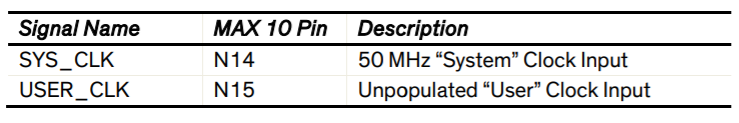 Signal Name MAX 10 Pin Description
SYS_CLK N14 50 MHz “System” Clock Input
USER_CLK N15 Unpopulated “User” Clock Input